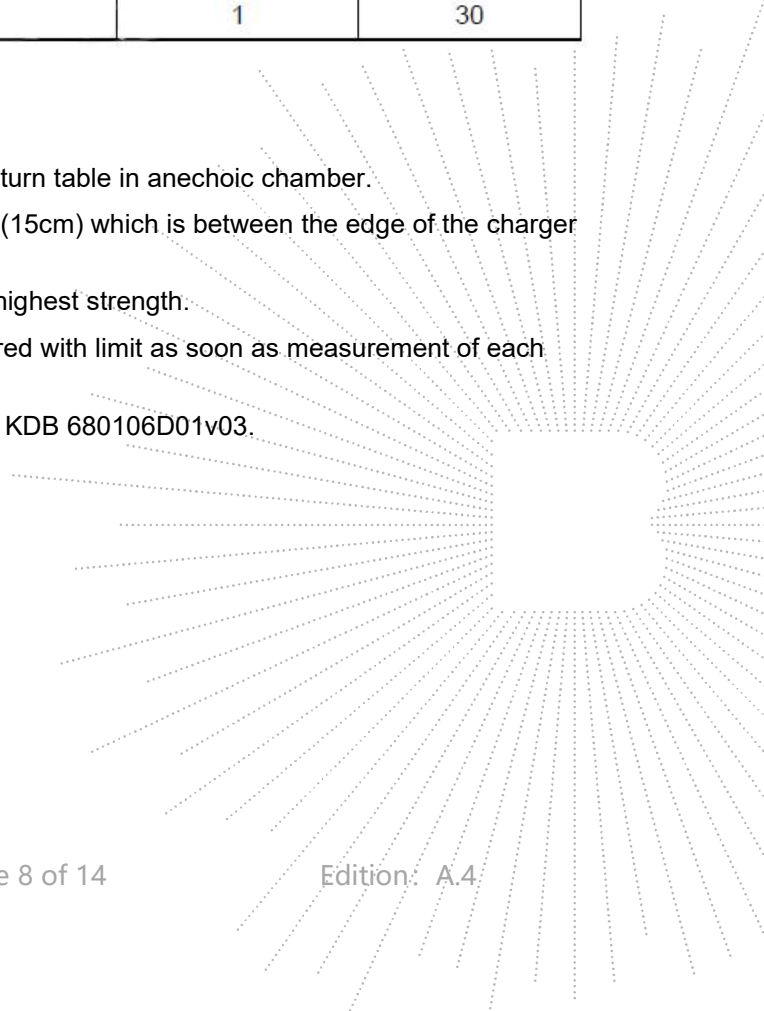 1 30
turn table in anechoic chamber.
(15cm) which is between the edge of the charger
highest strength.
red with limit as soon as measurement of each
KDB 680106D01v03.
e 8 of 14 Edition: A.4